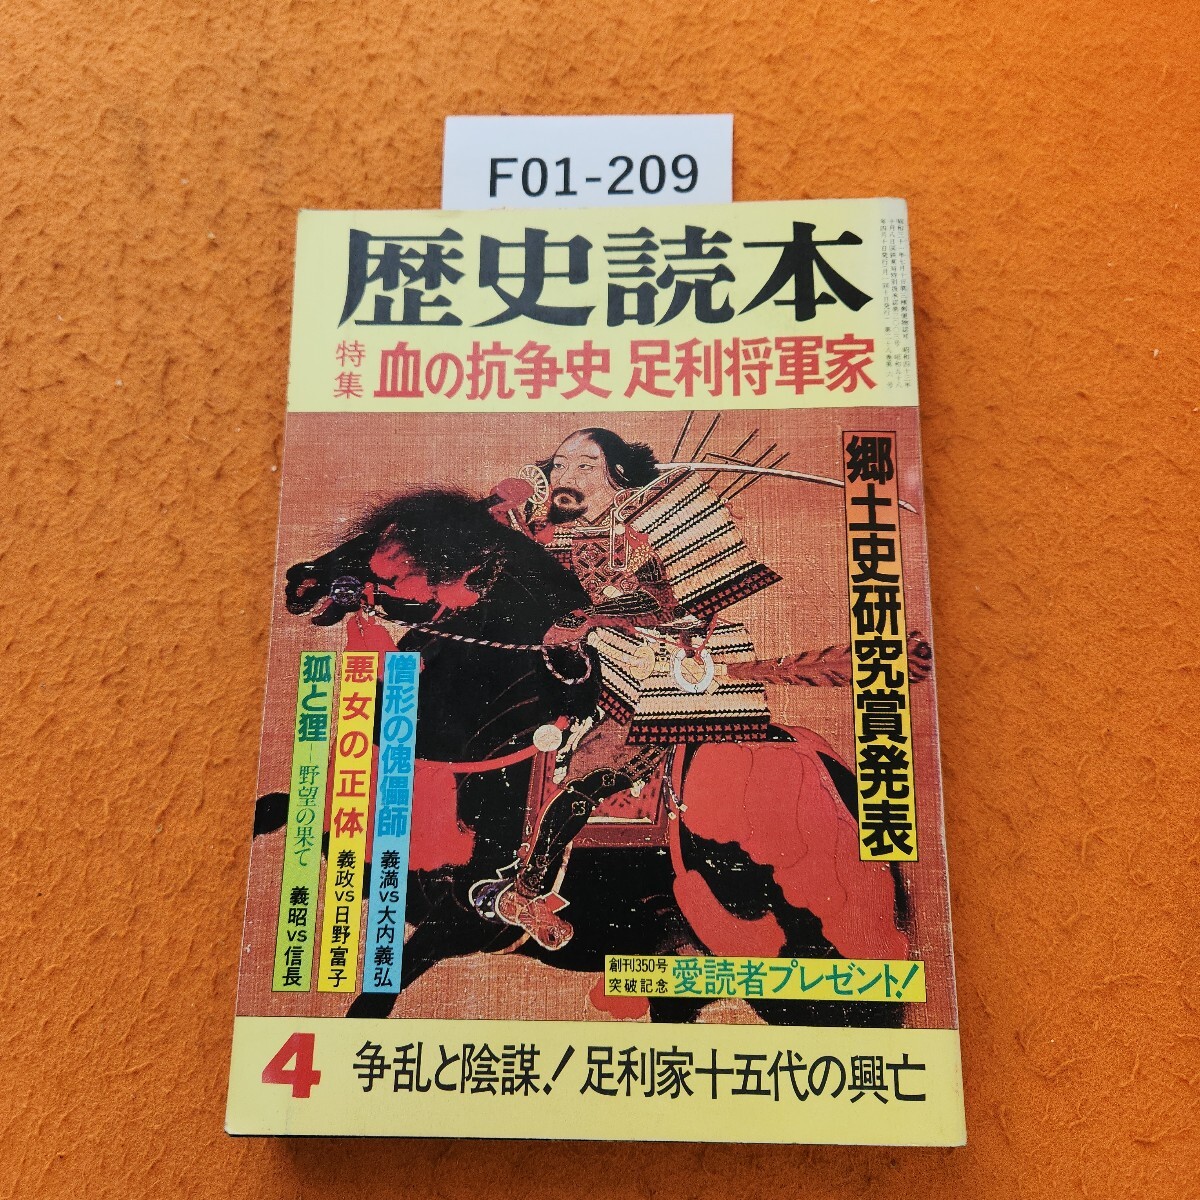 F01-209
歴史読本
特集
血の抗争史 足利将軍家
郷土史研究賞発表
僧形の傀儡師 義満vs大内義弘
悪女の正体 義政vs日野富子
狐と狸―野望の果て 義昭vs信長
創刊350号
突破記念
愛読者プレゼント!
4
争乱と陰謀!足利家十五代の興亡